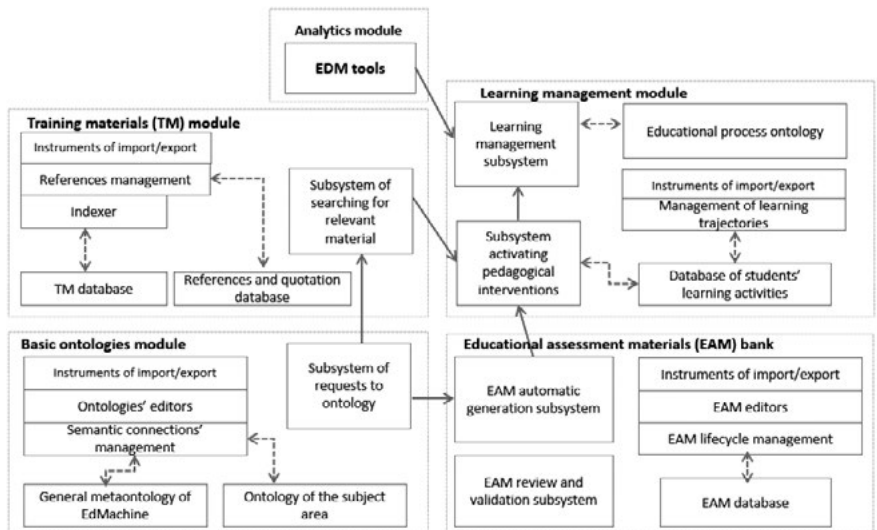 Analytics module
EDM tools
Training materials (TM) module
Instruments of import/export
References management
Indexer
TM database
References and quotation
database
Subsystem of
searching for
relevant
material
Learning management module
Learning
management
subsystem
Educational process ontology
Instruments of import/export
Management of learning
trajectories
Subsystem
activating
pedagogical
interventions
Database of students’
learning activities
Basic ontologies module
Instruments of import/export
Ontologies’ editors
Semantic connections’
management
General metaontology of
EdMachine
Ontology of the subject
area
Subsystem of
requests to
ontology
Educational assessment materials (EAM) bank
EAM automatic
generation subsystem
EAM review and
validation subsystem
Instruments of import/export
EAM editors
EAM lifecycle management
EAM database